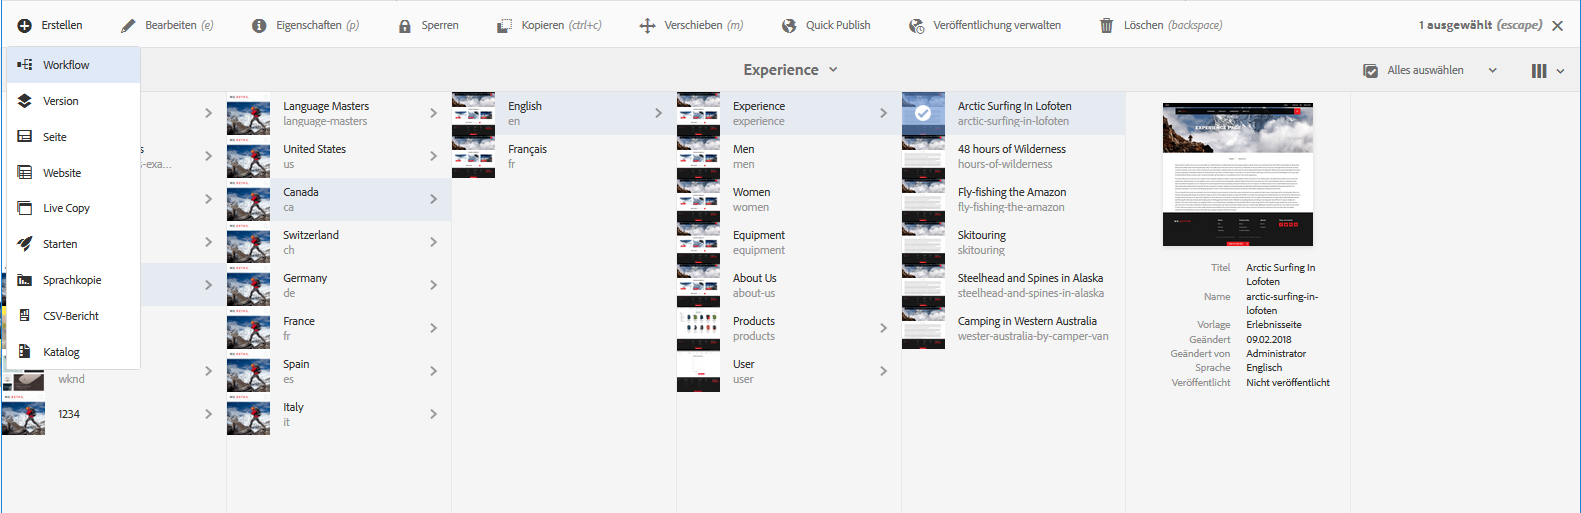 Erstellen
Bearbeiten (e)
Eigenschaften (p)
Sperren
Kopieren (ctrl+c)
Verschieben (m)
Quick Publish
Veröffentlichung verwalten
Löschen (backspace)
1 ausgewählt (escape)
Experience
Alles auswählen
Workflow
Version
Seite
Website
Live Copy
Starten
Sprachkopie
CSV-Bericht
Katalog
s
s-exa...
wknd
1234
Language Masters
language-masters
United States
us
Canada
ca
Switzerland
ch
Germany
de
France
fr
Spain
es
Italy
it
English
en
Français
fr
Experience
experience
Men
men
Women
women
Equipment
equipment
About Us
about-us
Products
products
User
user
Arctic Surfing In Lofoten
arctic-surfing-in-lofoten
48 hours of Wilderness
hours-of-wilderness
Fly-fishing the Amazon
fly-fishing-the-amazon
Skitouring
skitouring
Steelhead and Spines in Alaska
steelhead-and-spines-in-alaska
Camping in Western Australia
wester-australia-by-camper-van
EXPERIENCE PAGE
Titel Arctic Surfing In
Lofoten
Name arctic-surfing-in-
lofoten
Vorlage Erlebnisseite
Geändert 09.02.2018
Geändert von Administrator
Sprache Englisch
Veröffentlicht Nicht veröffentlicht